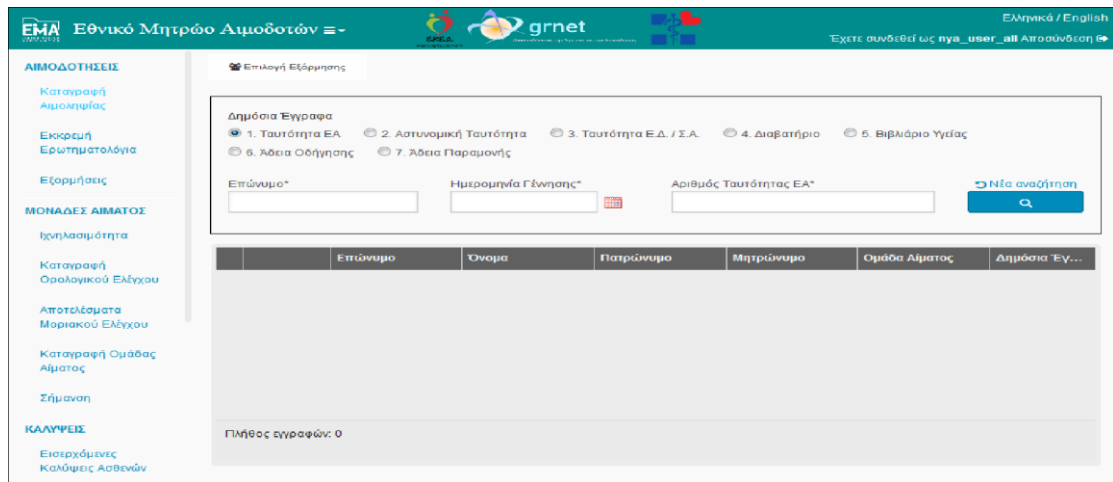 ΕΜΑ Εθνικό Μητρώο Αιμοδοτών
grnet
Ελληνικά / English
Έχετε συνδεθεί ως nya_user_all Αποσύνδεση
ΑΙΜΟΔΟΤΗΣΕΙΣ
Καταγραφή
Αιμοληψίας
Εκκρεμή
Ερωτηματολόγια
Εξορμήσεις
ΜΟΝΑΔΕΣ ΑΙΜΑΤΟΣ
Ιχνηλασιμότητα
Καταγραφή
Ορολογικού Ελέγχου
Αποτελέσματα
Μοριακού Ελέγχου
Καταγραφή Ομάδας
Αίματος
Σήμανση
ΚΑΛΥΨΕΙΣ
Εισερχόμενες
Καλύψεις Ασθενών
Επιλογή Εξόρμησης
Δημόσια Έγγραφα
1. Ταυτότητα ΕΑ 2. Αστυνομική Ταυτότητα 3. Ταυτότητα Ε.Δ. / Σ.Α. 4. Διαβατήριο 5. Βιβλιάριο Υγείας
6. Άδεια Οδήγησης 7. Άδεια Παραμονής
Επώνυμο* Ημερομηνία Γέννησης* Αριθμός Ταυτότητας ΕΑ* Νέα αναζήτηση
Επώνυμο Όνομα Πατρώνυμο Μητρώνυμο Ομάδα Αίματος Δημόσια Έγ...
Πλήθος εγγραφών: 0